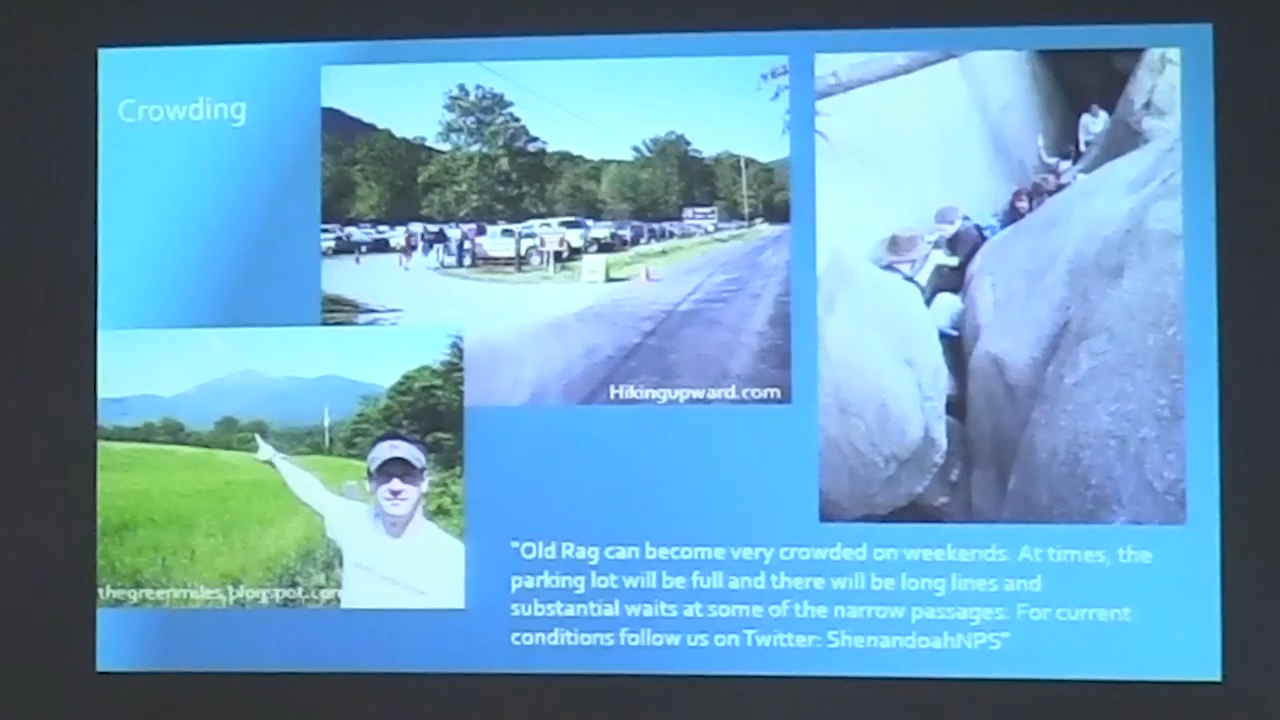 Crowding
Hikingupward.com
thegreenmiles.blogspot.com
"Old Rag can become very crowded on weekends. At times, the
parking lot will be full and there will be long lines and
substantial waits at some of the narrow passages. For current
conditions follow us on Twitter: ShenandoahNPS"